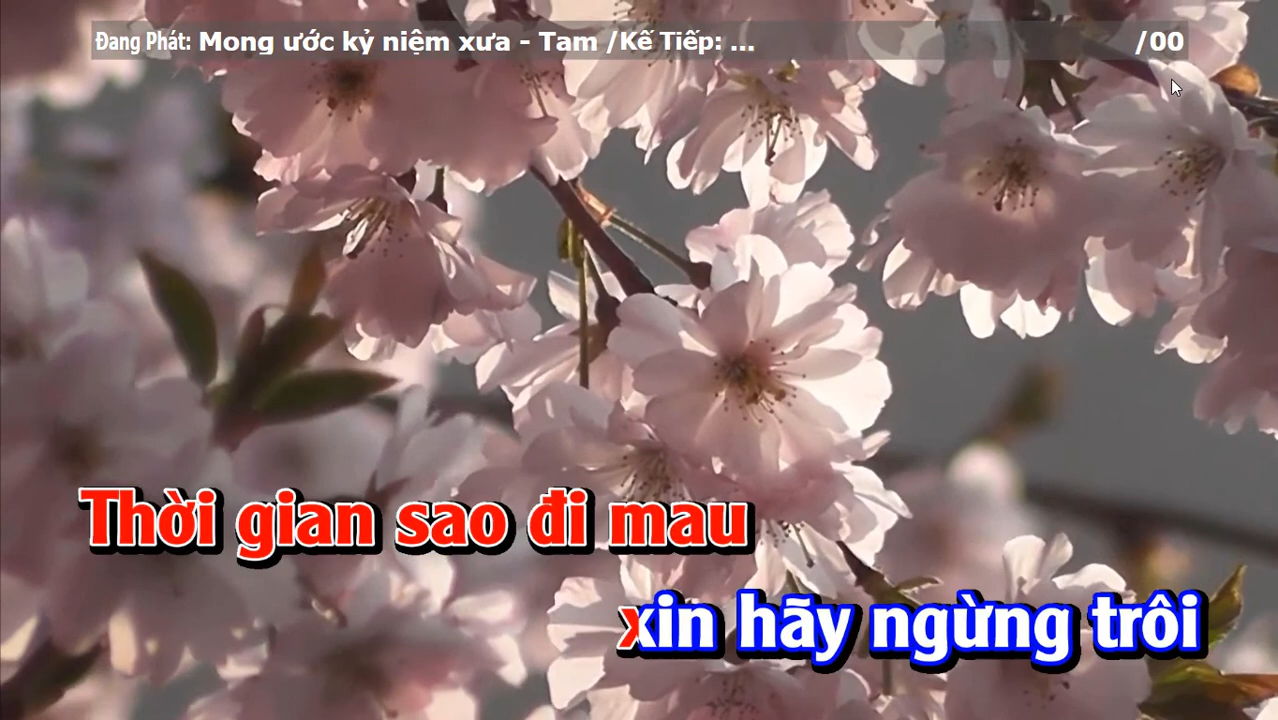 Đang Phát: Mong ước kỷ niệm xưa - Tam /Kế Tiếp: ... /00
Thời gian sao đi mau
xin hãy ngừng trôi